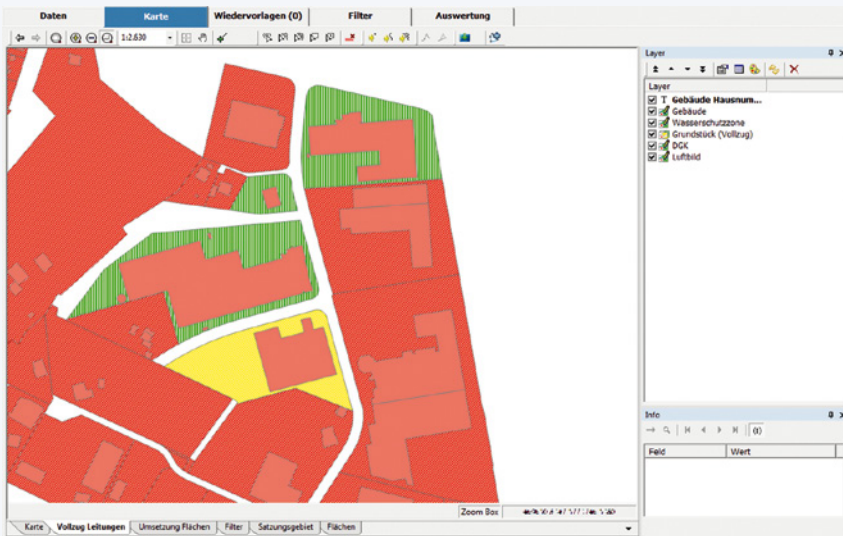 Daten Karte Wiedervorlagen (0) Filter Auswertung
1:2.630
Layer
Layer
T Gebäude Hausnum...
Gebäude
Wasserschutzzone
Grundstück (Vollzug)
DGK
Luftbild
Info
Feld Wert
Zoom Box
Karte Vollzug Leitungen Umsetzung Flächen Filter Satzungsgebiet Flächen